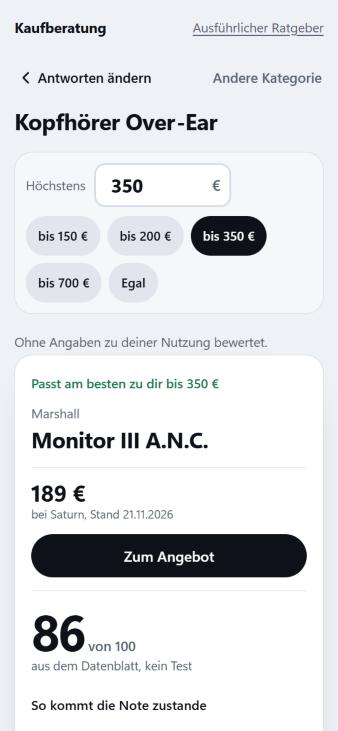 Kaufberatung
Ausführlicher Ratgeber
Antworten ändern
Andere Kategorie
Kopfhörer Over-Ear
Höchstens 350 €
bis 150 € bis 200 € bis 350 €
bis 700 € Egal
Ohne Angaben zu deiner Nutzung bewertet.
Passt am besten zu dir bis 350 €
Marshall
Monitor III A.N.C.
189 €
bei Saturn, Stand 21.11.2026
Zum Angebot
86 von 100
aus dem Datenblatt, kein Test
So kommt die Note zustande